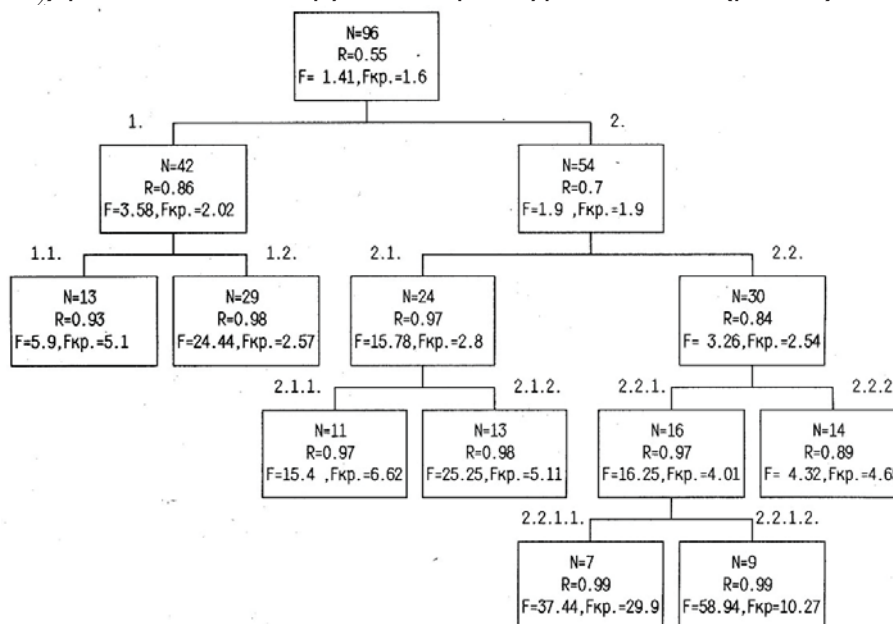 N=96
R=0.55
F= 1.41,Fкр.=1.6
1.
2.
N=42
R=0.86
F=3.58,Fкр.=2.02
N=54
R=0.7
F=1.9 ,Fкр.=1.9
1.1.
1.2.
2.1.
2.2.
N=13
R=0.93
F=5.9,Fкр.=5.1
N=29
R=0.98
F=24.44,Fкр.=2.57
N=24
R=0.97
F=15.78,Fкр.=2.8
N=30
R=0.84
F= 3.26,Fкр.=2.54
2.1.1.
2.1.2.
2.2.1.
2.2.2
N=11
R=0.97
F=15.4 ,Fкр.=6.62
N=13
R=0.98
F=25.25,Fкр.=5.11
N=16
R=0.97
F=16.25,Fкр.=4.01
N=14
R=0.89
F= 4.32,Fкр.=4.6
2.2.1.1.
2.2.1.2.
N=7
R=0.99
F=37.44,Fкр.=29.9
N=9
R=0.99
F=58.94,Fкр=10.27